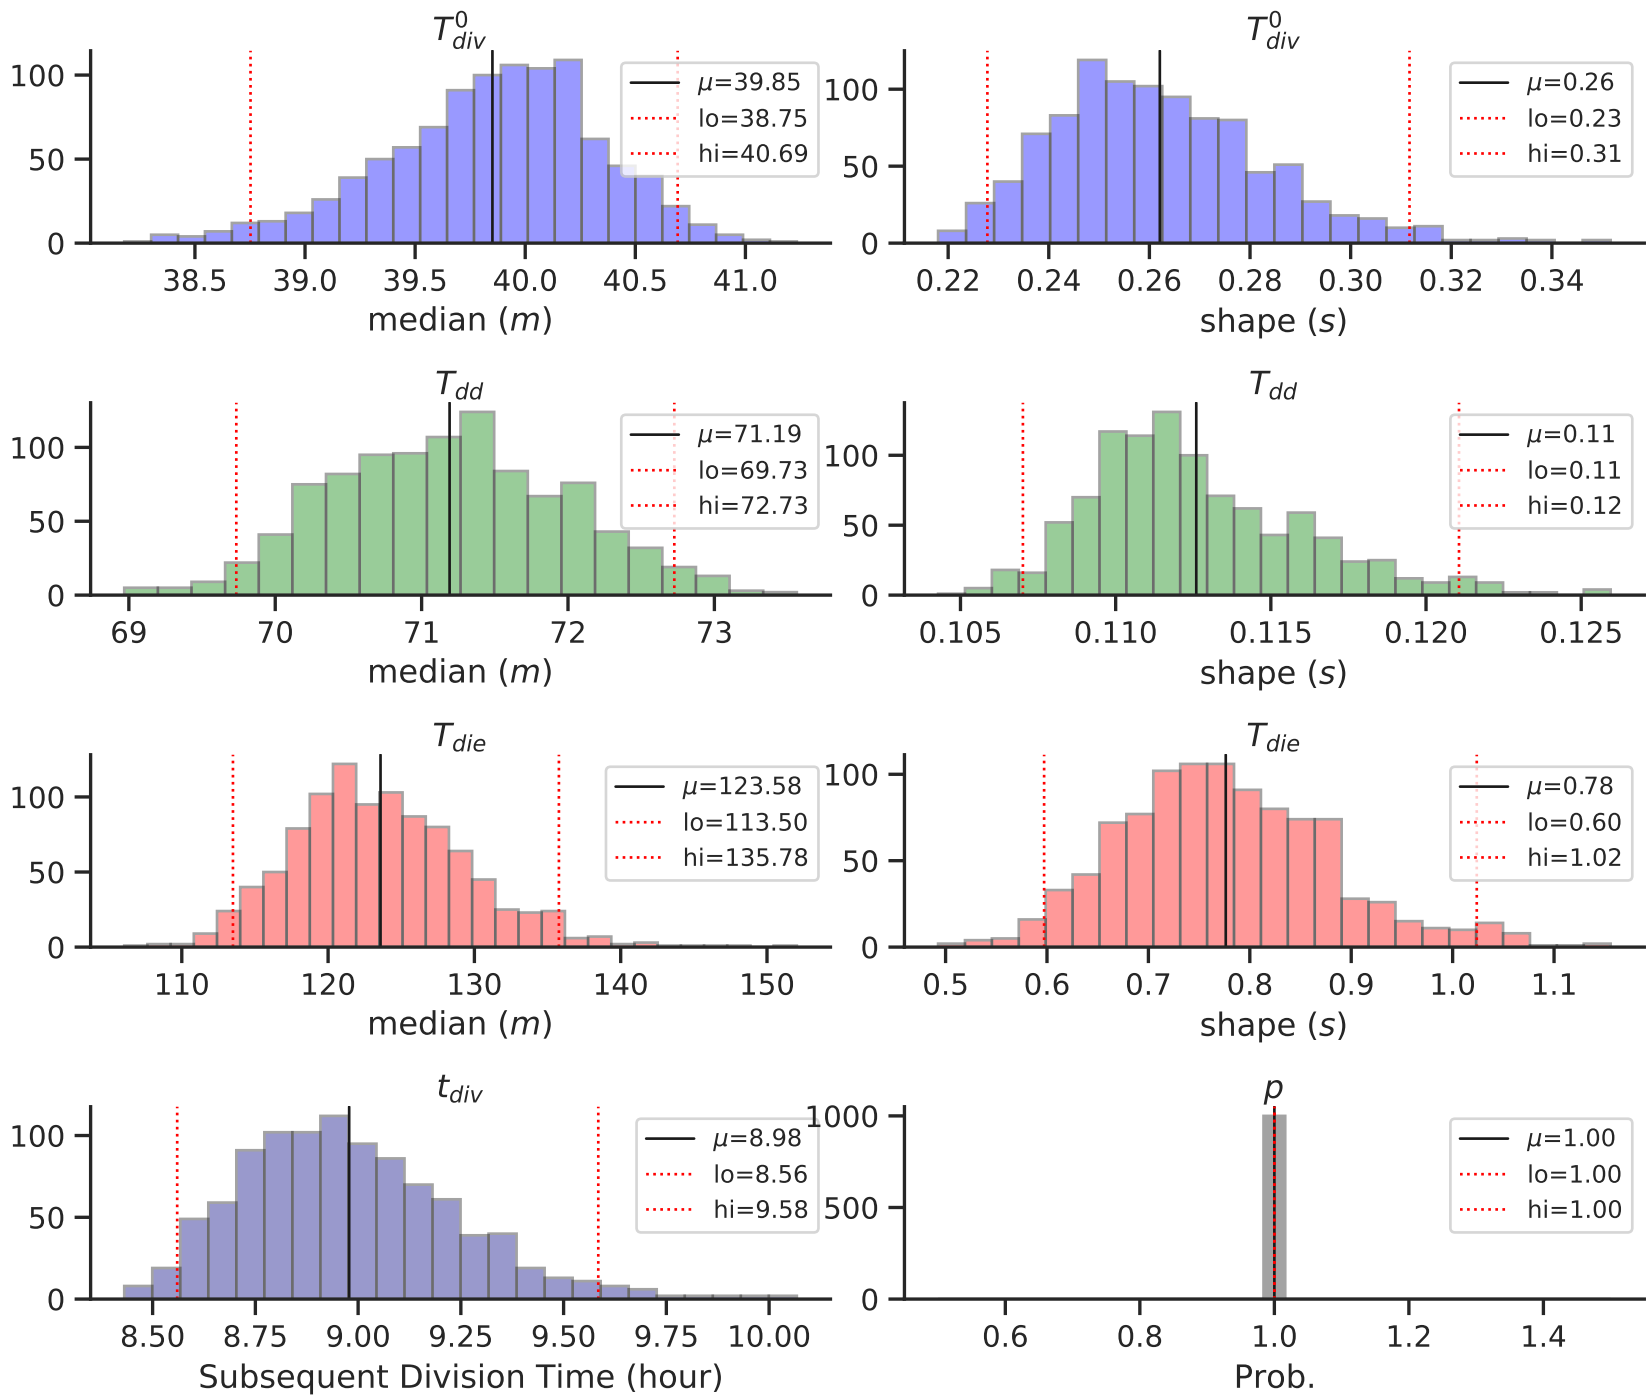 T⁰div
100
50
0
μ=39.85
lo=38.75
hi=40.69
38.5 39.0 39.5 40.0 40.5 41.0
median (m)
T⁰div
100
50
0
μ=0.26
lo=0.23
hi=0.31
0.22 0.24 0.26 0.28 0.30 0.32 0.34
shape (s)
Tdd
100
50
0
μ=71.19
lo=69.73
hi=72.73
69 70 71 72 73
median (m)
Tdd
100
50
0
μ=0.11
lo=0.11
hi=0.12
0.105 0.110 0.115 0.120 0.125
shape (s)
Tdie
100
50
0
μ=123.58
lo=113.50
hi=135.78
110 120 130 140 150
median (m)
Tdie
100
50
0
μ=0.78
lo=0.60
hi=1.02
0.5 0.6 0.7 0.8 0.9 1.0 1.1
shape (s)
tdiv
100
50
0
μ=8.98
lo=8.56
hi=9.58
8.50 8.75 9.00 9.25 9.50 9.75 10.00
Subsequent Division Time (hour)
p
1000
500
0
μ=1.00
lo=1.00
hi=1.00
0.6 0.8 1.0 1.2 1.4
Prob.